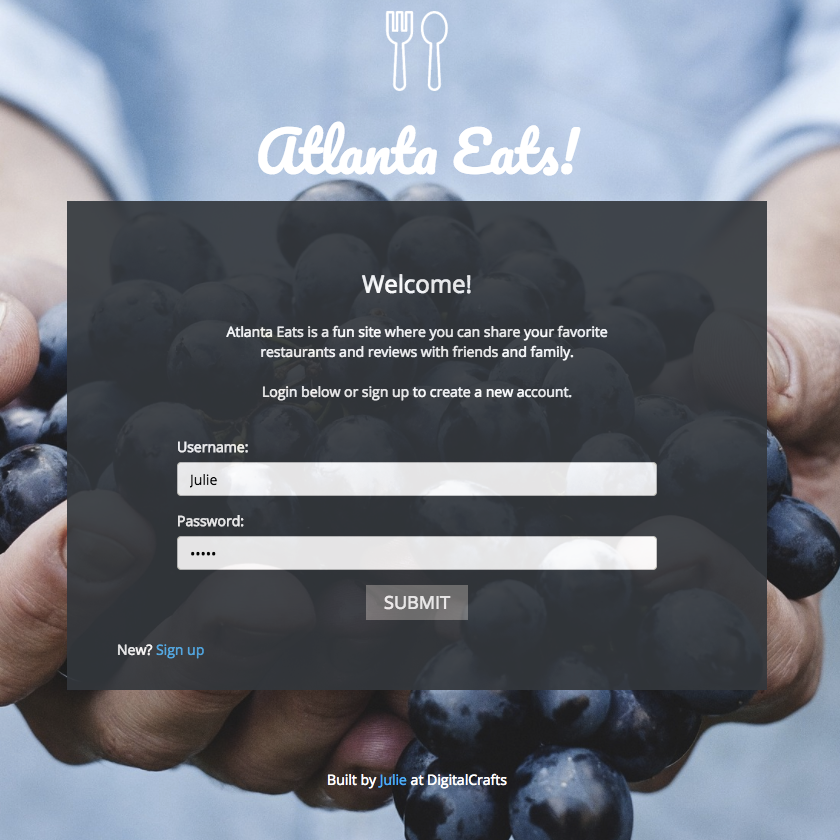 Atlanta Eats!
Welcome!
Atlanta Eats is a fun site where you can share your favorite
restaurants and reviews with friends and family.
Login below or sign up to create a new account.
Username:
Julie
Password:
•••••
SUBMIT
New? Sign up
Built by Julie at DigitalCrafts